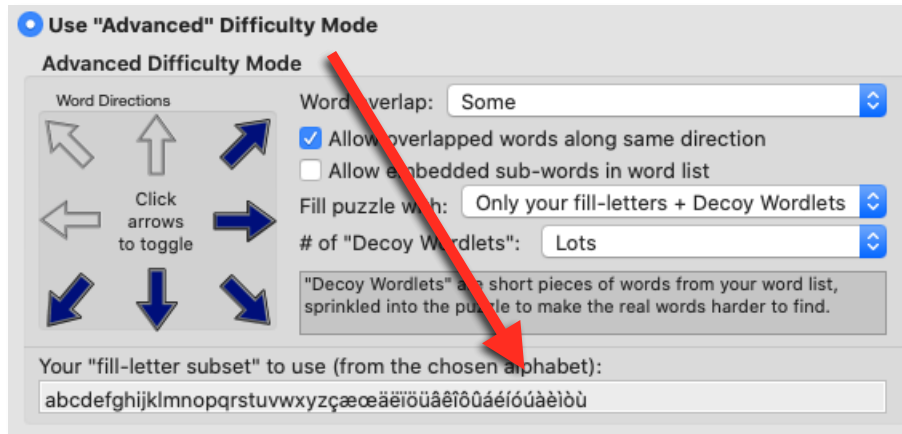 Use "Advanced" Difficulty Mode
Advanced Difficulty Mode
Word Directions
Click
arrows
to toggle
Word overlap: Some
Allow overlapped words along same direction
Allow embedded sub-words in word list
Fill puzzle with: Only your fill-letters + Decoy Wordlets
# of "Decoy Wordlets": Lots
"Decoy Wordlets" are short pieces of words from your word list,
sprinkled into the puzzle to make the real words harder to find.
Your "fill-letter subset" to use (from the chosen alphabet):
abcdefghijklmnopqrstuvwxyzçæœäëïöüâêîôûáéíóúàèìòù